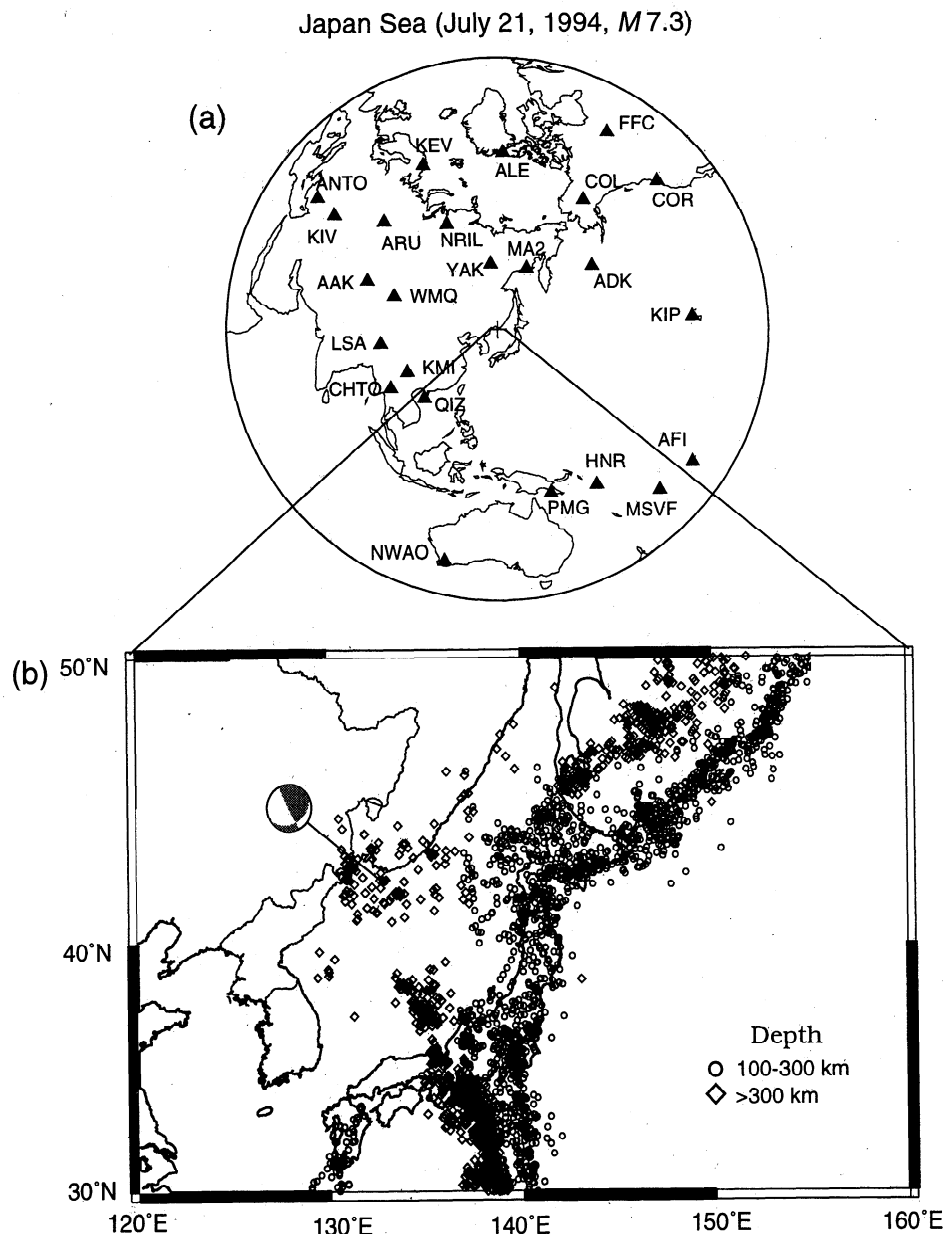 Japan Sea (July 21, 1994, M 7.3)
(a)
FFC
KEV
ALE
ANTO
COL
COR
KIV
ARU
NRIL
MA2
YAK
AAK
WMQ
ADK
KIP
LSA
KMI
CHTO
QIZ
AFI
HNR
PMG
MSVF
NWAO
(b)
50°N
40°N
30°N
Depth
100-300 km
>300 km
120°E
130°E
140°E
150°E
160°E